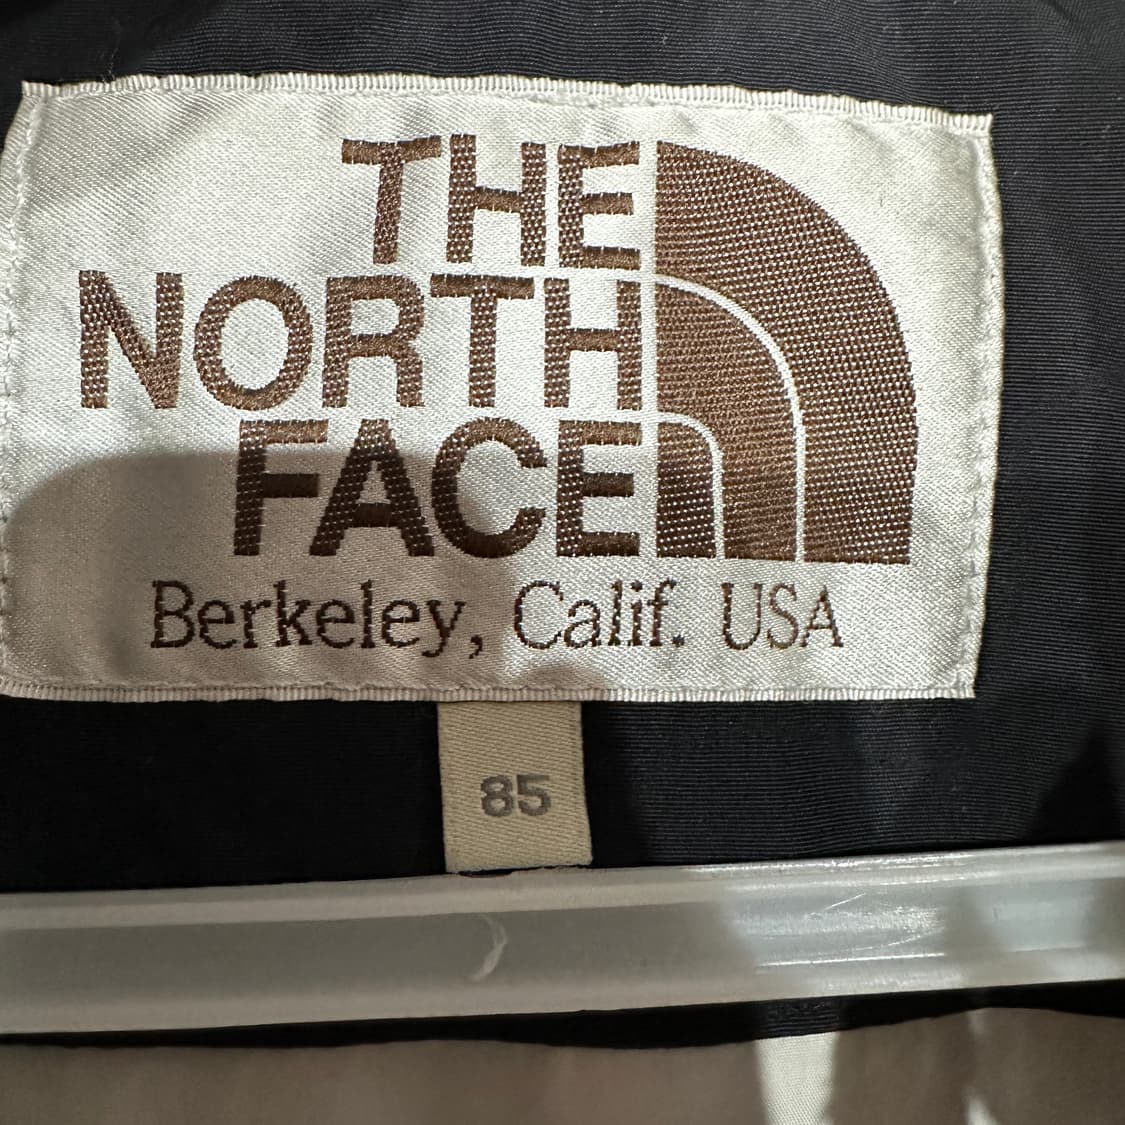 THE
NORTH
FACE
Berkeley, Calif. USA
85